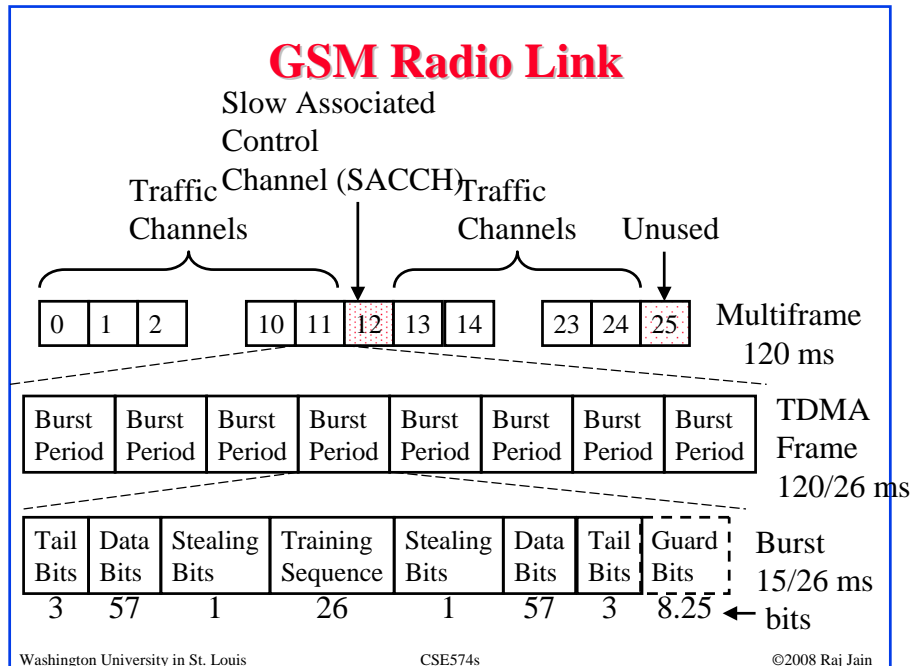 GSM Radio Link
Slow Associated
Control
Channel (SACCH)
Traffic
Channels
Traffic
Channels
Unused
0 1 2 10 11 12 13 14 23 24 25
Multiframe
120 ms
Burst Period Burst Period Burst Period Burst Period Burst Period Burst Period Burst Period Burst Period
TDMA
Frame
120/26 ms
Tail Bits Data Bits Stealing Bits Training Sequence Stealing Bits Data Bits Tail Bits Guard Bits
Burst
15/26 ms
3 57 1 26 1 57 3 8.25 bits
Washington University in St. Louis CSE574s ©2008 Raj Jain